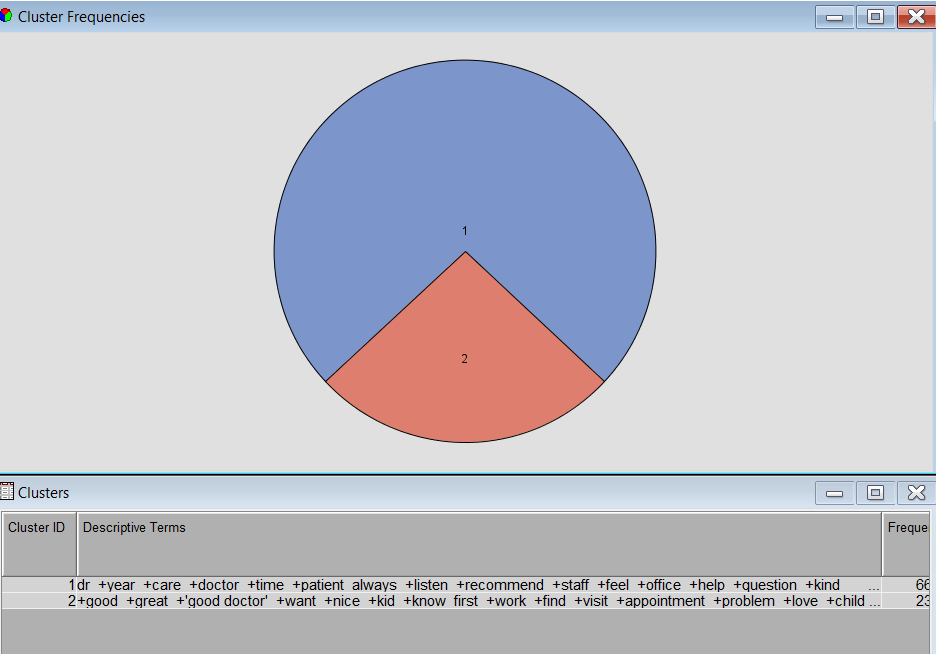 Cluster Frequencies
1
2
Clusters
Cluster ID Descriptive Terms Freque
1 dr +year +care +doctor +time +patient always +listen +recommend +staff +feel +office +help +question +kind ... 66
2 +good +great +'good doctor' +want +nice +kid +know first +work +find +visit +appointment +problem +love +child ... 23